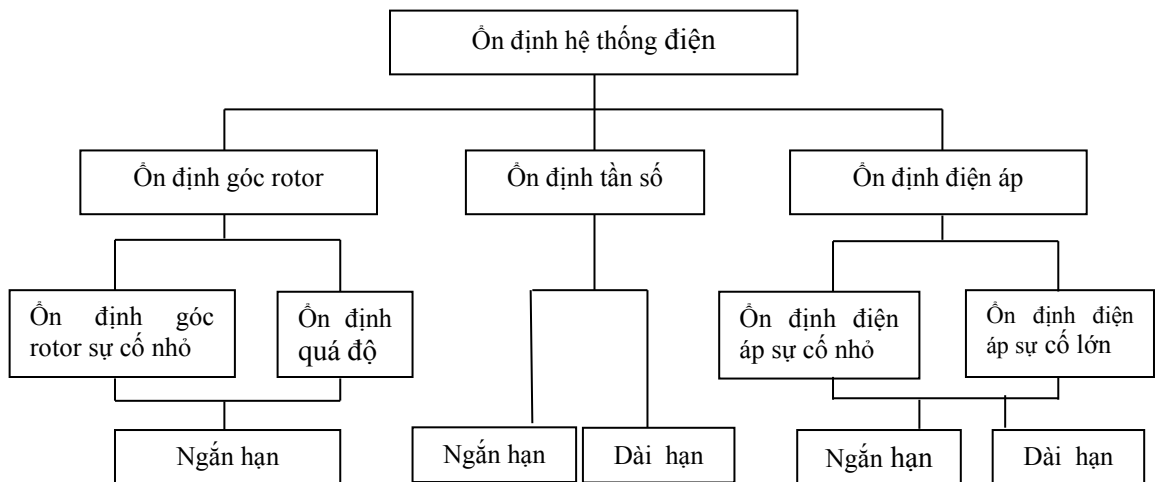 Ổn định hệ thống điện
Ổn định góc rotor
Ổn định tần số
Ổn định điện áp
Ổn định góc
rotor sự cố nhỏ
Ổn định
quá độ
Ổn định điện
áp sự cố nhỏ
Ổn định điện
áp sự cố lớn
Ngắn hạn
Ngắn hạn
Dài hạn
Ngắn hạn
Dài hạn